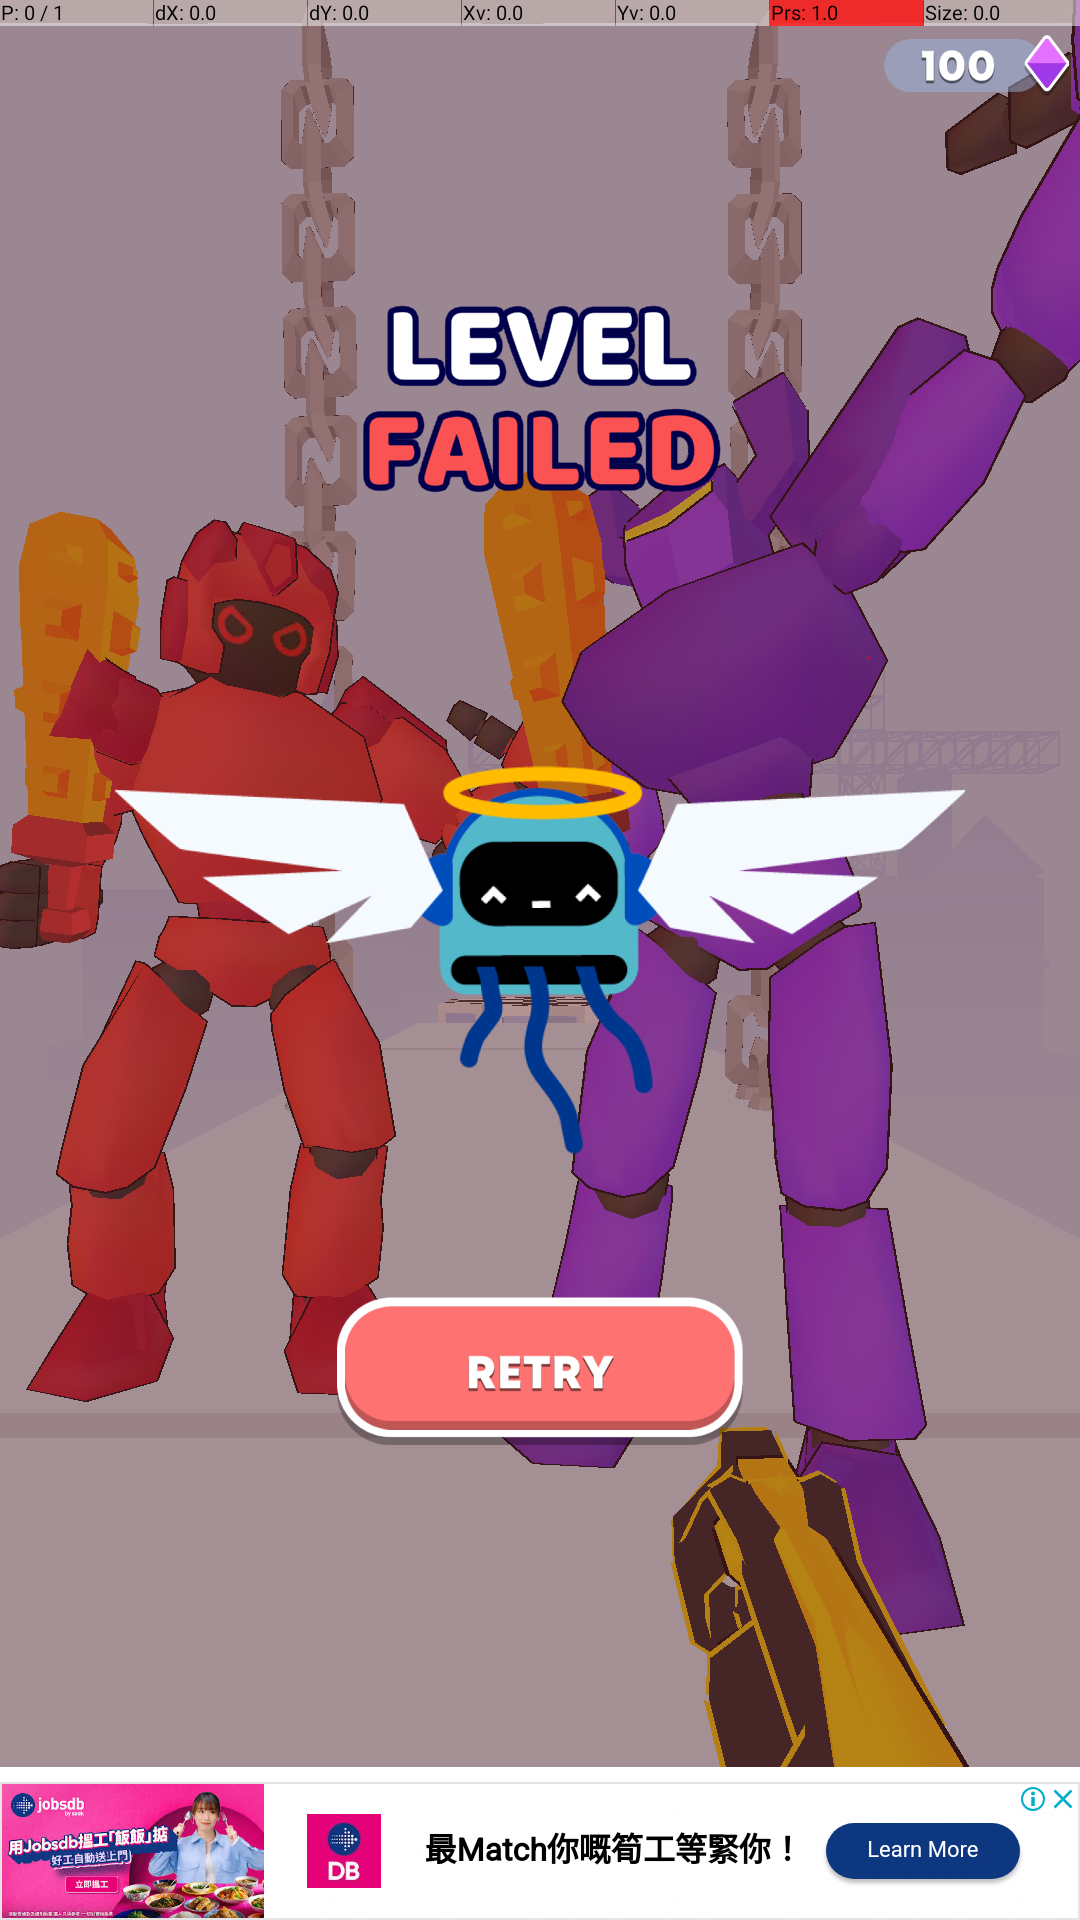 P: 0 / 1 dX: 0.0 dY: 0.0 Xv: 0.0 Yv: 0.0 Prs: 1.0 Size: 0.0
100
LEVEL
FAILED
RETRY
jobsdb
by seek
用Jobsdb搵工「飯飯」掂
好工自動送上門
立即搵工
DB
最Match你嘅筍工等緊你！
Learn More